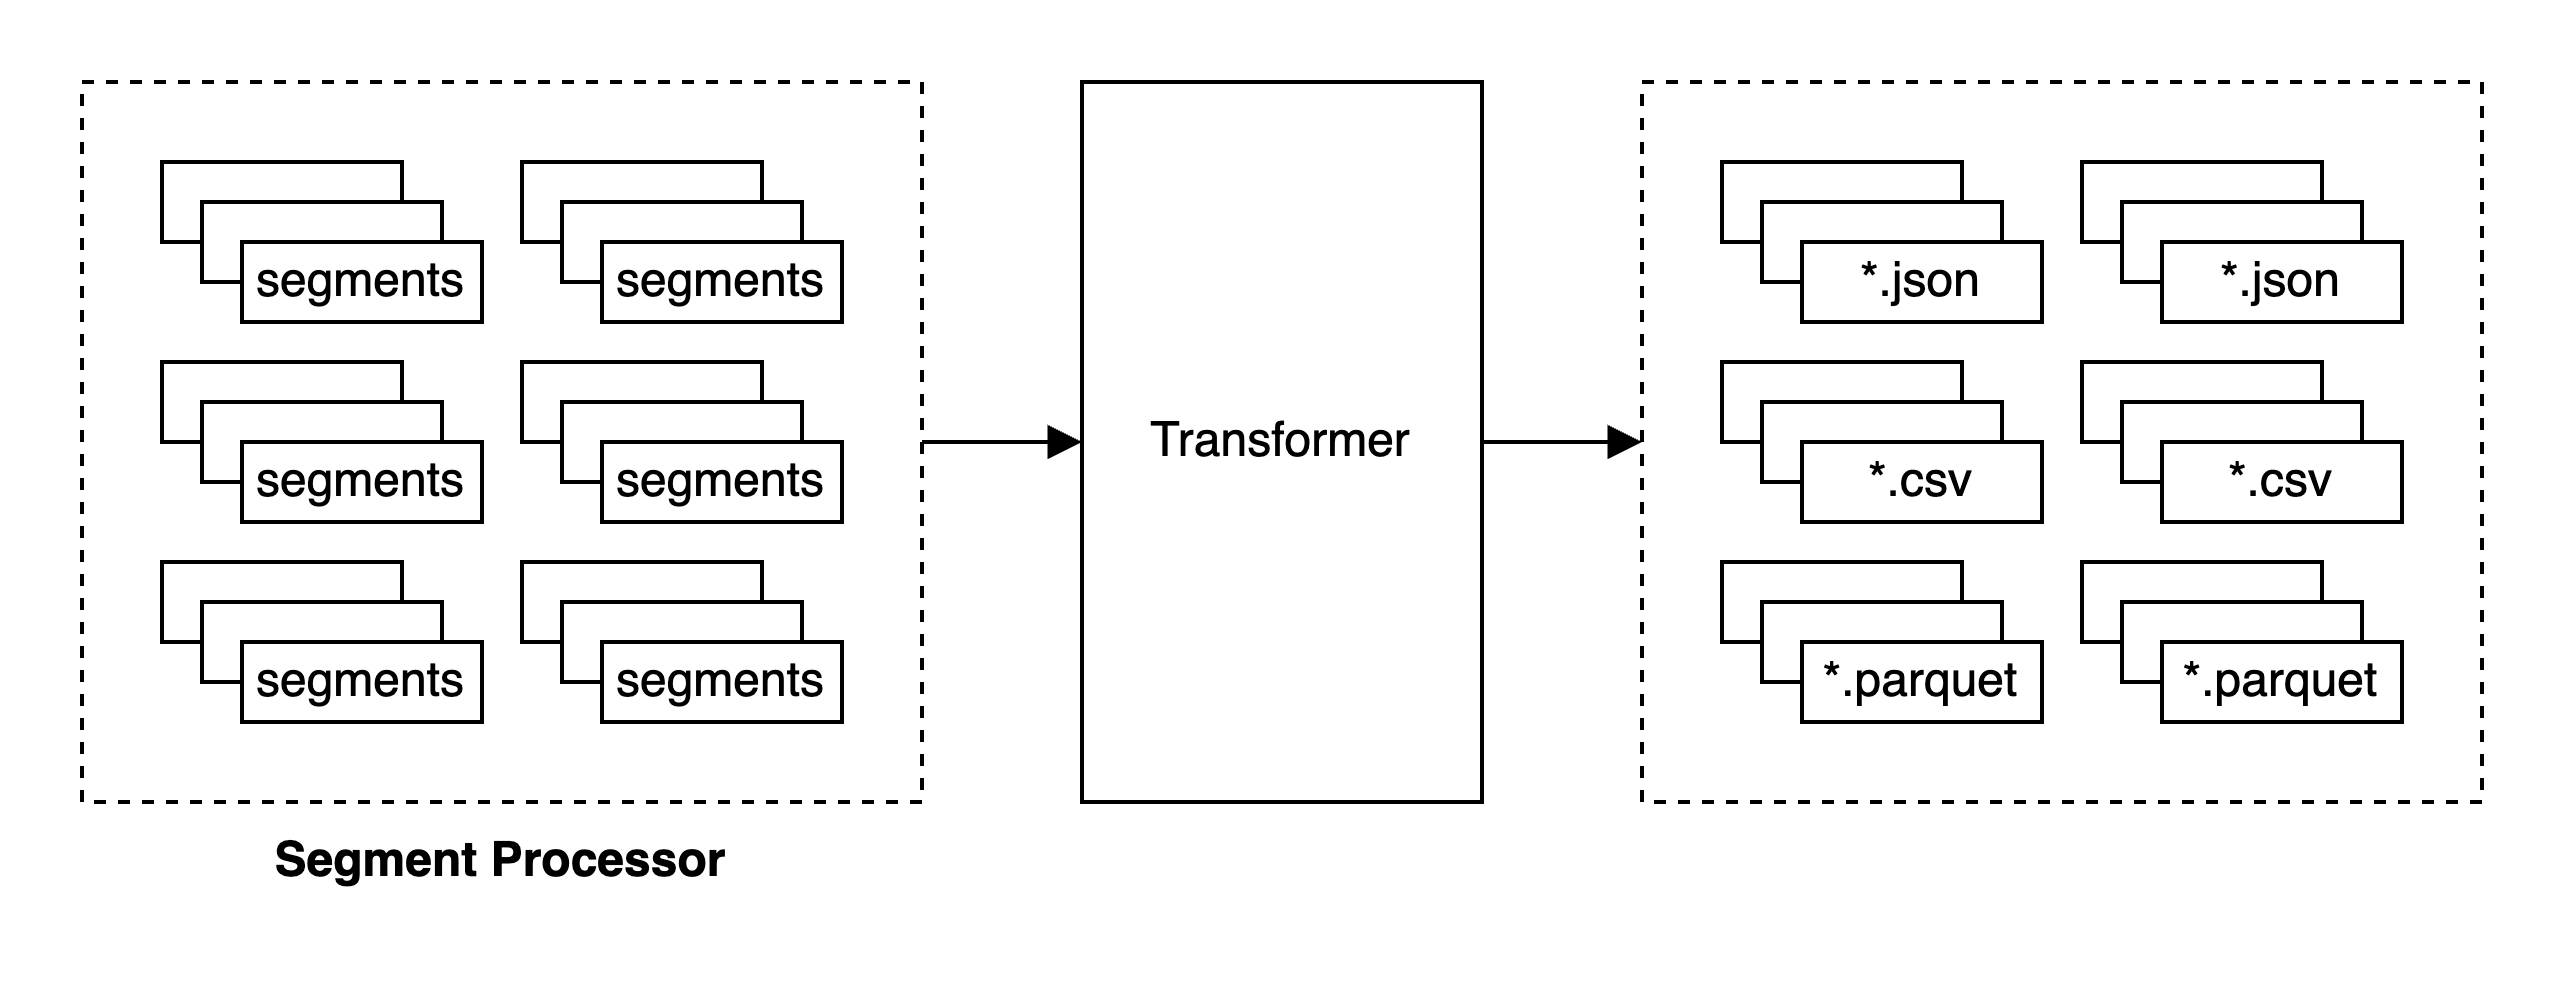 segments
segments
segments
segments
segments
segments
Segment Processor
Transformer
*.json
*.json
*.csv
*.csv
*.parquet
*.parquet